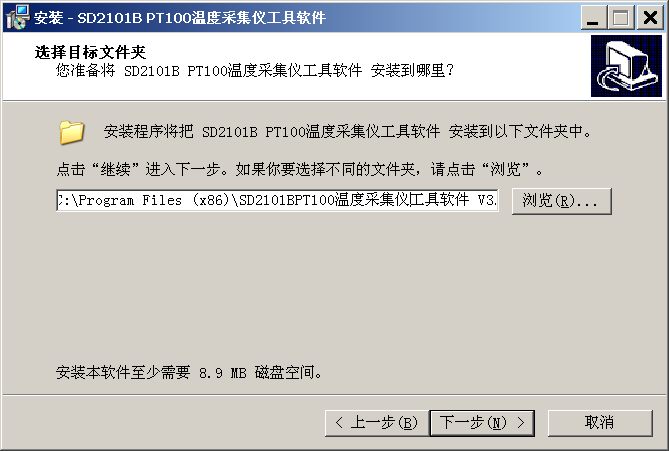 安装 - SD2101B PT100温度采集仪工具软件
选择目标文件夹
您准备将 SD2101B PT100温度采集仪工具软件 安装到哪里？
安装程序将把 SD2101B PT100温度采集仪工具软件 安装到以下文件夹中。
点击“继续”进入下一步。如果你要选择不同的文件夹，请点击“浏览”。
C:\Program Files (x86)\SD2101BPT100温度采集仪工具软件 V3.
浏览(R)...
安装本软件至少需要 8.9 MB 磁盘空间。
< 上一步(B) 下一步(N) > 取消